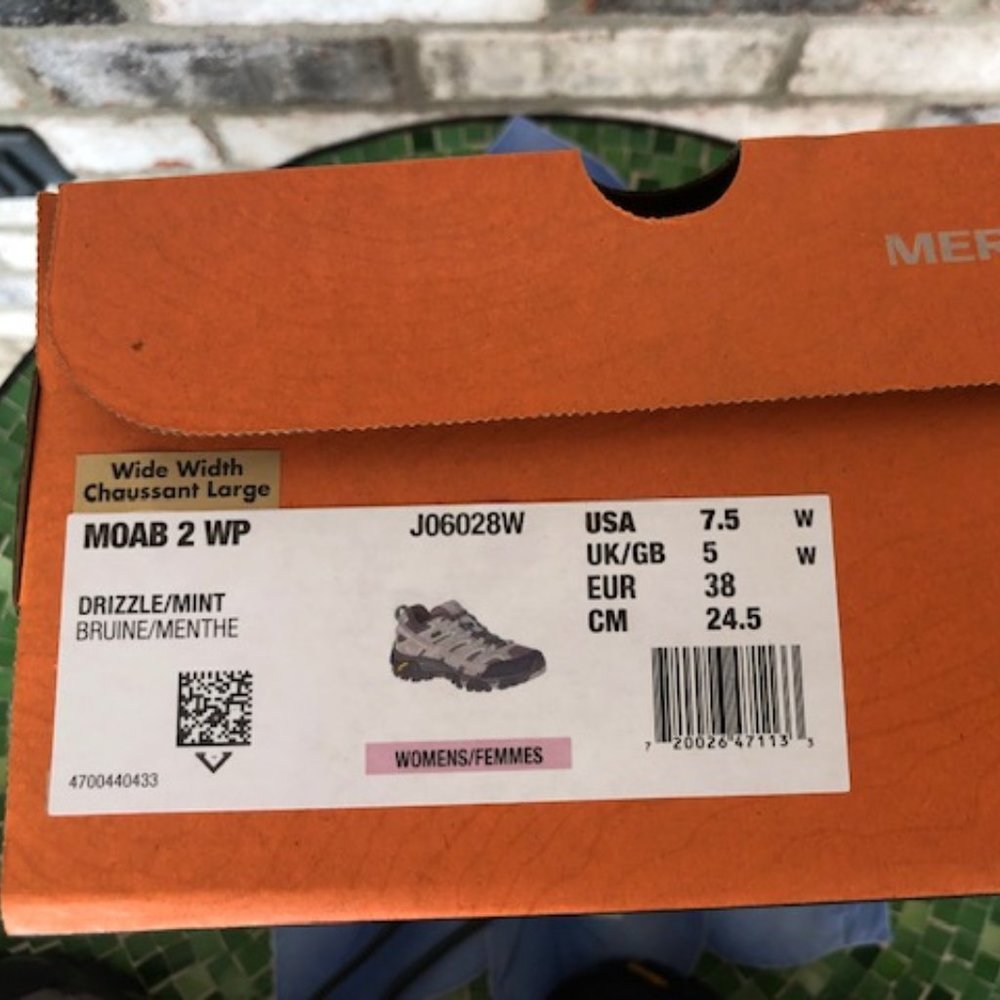 MER
Wide Width
Chaussant Large
MOAB 2 WP
J06028W
DRIZZLE/MINT
BRUINE/MENTHE
USA 7.5 W
UK/GB 5 W
EUR 38
CM 24.5
7 20026 47113 3
WOMENS/FEMMES
4700440433